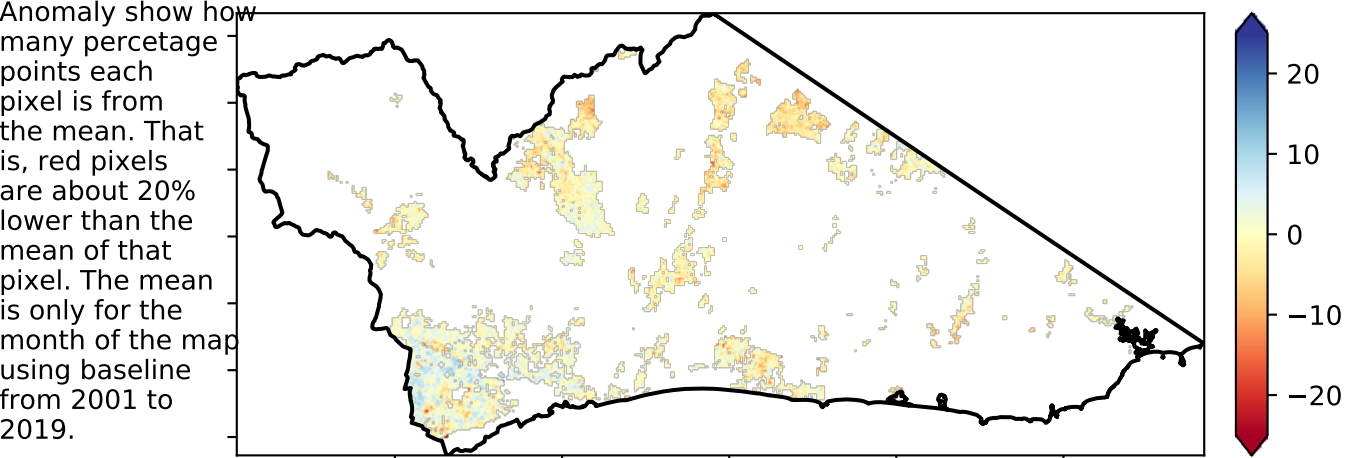 Anomaly show how
many percetage
points each
pixel is from
the mean. That
is, red pixels
are about 20%
lower than the
mean of that
pixel. The mean
is only for the
month of the map
using baseline
from 2001 to
2019.
20
10
0
−10
−20